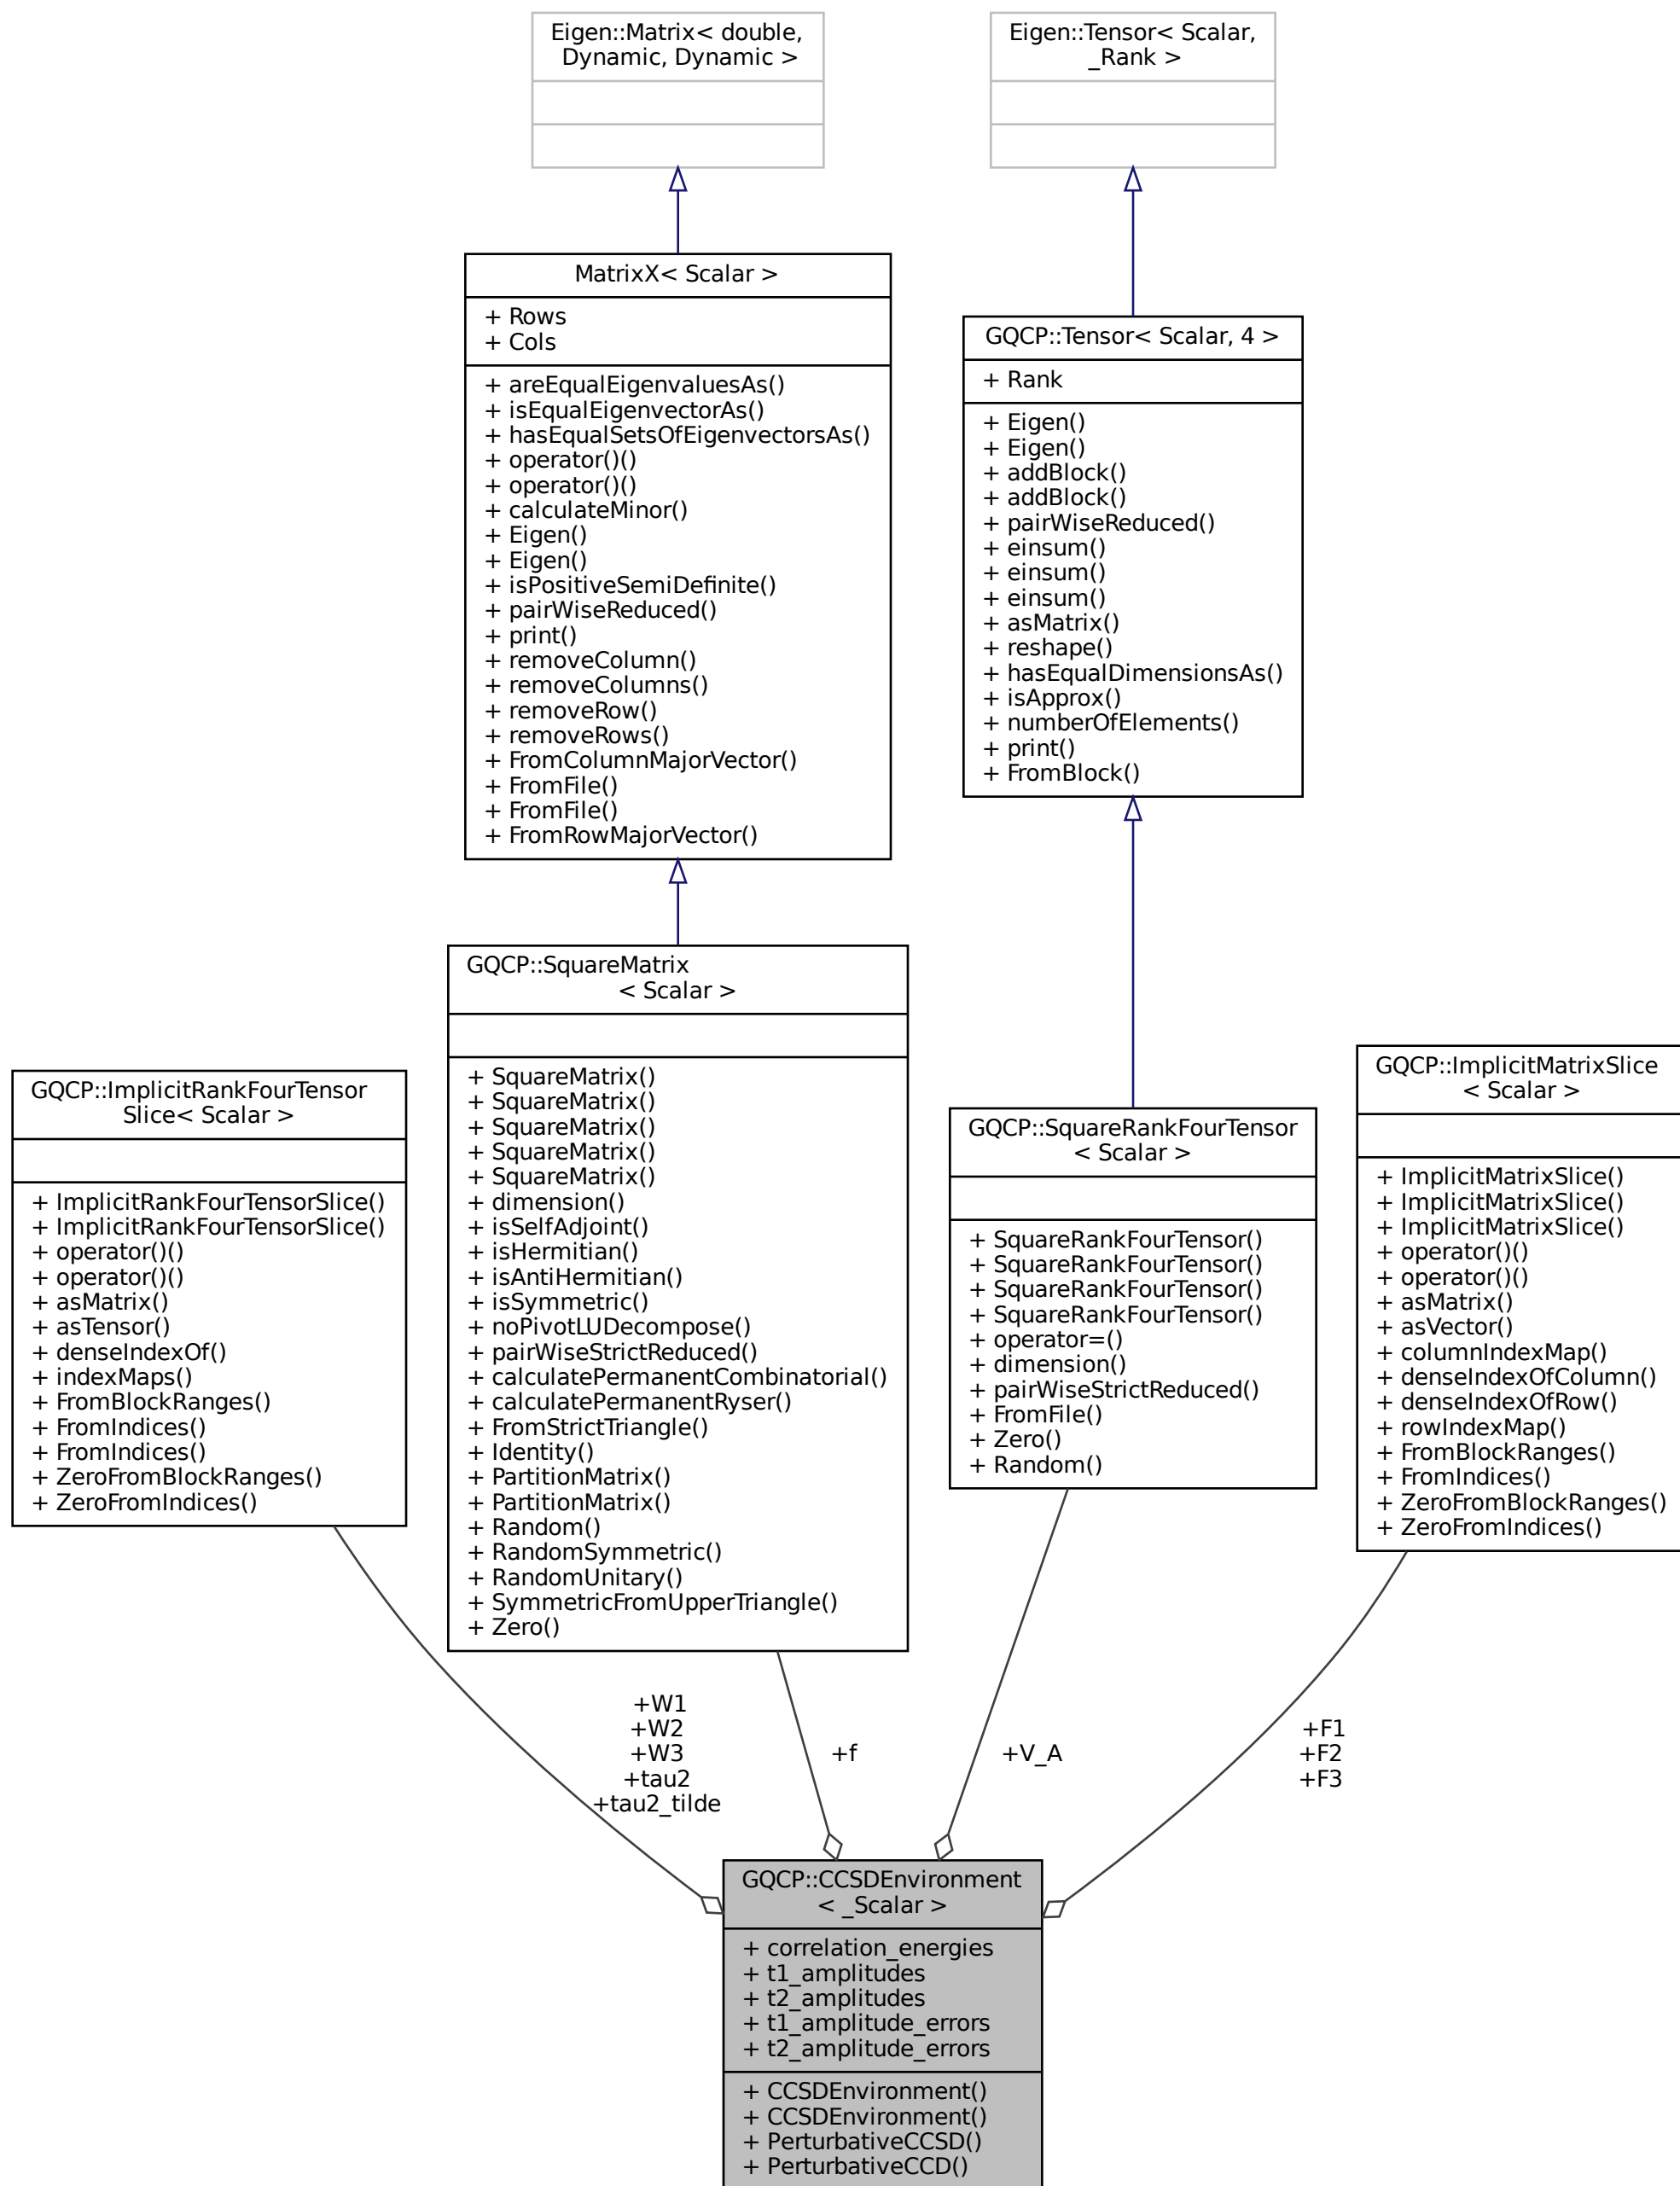 Eigen::Matrix< double,
Dynamic, Dynamic >
Eigen::Tensor< Scalar,
_Rank >
MatrixX< Scalar >
+ Rows
+ Cols
+ areEqualEigenvaluesAs()
+ isEqualEigenvectorAs()
+ hasEqualSetsOfEigenvectorsAs()
+ operator()()
+ operator()()
+ calculateMinor()
+ Eigen()
+ Eigen()
+ isPositiveSemiDefinite()
+ pairWiseReduced()
+ print()
+ removeColumn()
+ removeColumns()
+ removeRow()
+ removeRows()
+ FromColumnMajorVector()
+ FromFile()
+ FromFile()
+ FromRowMajorVector()
GQCP::Tensor< Scalar, 4 >
+ Rank
+ Eigen()
+ Eigen()
+ addBlock()
+ addBlock()
+ pairWiseReduced()
+ einsum()
+ einsum()
+ einsum()
+ asMatrix()
+ reshape()
+ hasEqualDimensionsAs()
+ isApprox()
+ numberOfElements()
+ print()
+ FromBlock()
GQCP::ImplicitRankFourTensor
Slice< Scalar >
+ ImplicitRankFourTensorSlice()
+ ImplicitRankFourTensorSlice()
+ operator()()
+ operator()()
+ asMatrix()
+ asTensor()
+ denseIndexOf()
+ indexMaps()
+ FromBlockRanges()
+ FromIndices()
+ FromIndices()
+ ZeroFromBlockRanges()
+ ZeroFromIndices()
GQCP::SquareMatrix
< Scalar >
+ SquareMatrix()
+ SquareMatrix()
+ SquareMatrix()
+ SquareMatrix()
+ SquareMatrix()
+ dimension()
+ isSelfAdjoint()
+ isHermitian()
+ isAntiHermitian()
+ isSymmetric()
+ noPivotLUDecompose()
+ pairWiseStrictReduced()
+ calculatePermanentCombinatorial()
+ calculatePermanentRyser()
+ FromStrictTriangle()
+ Identity()
+ PartitionMatrix()
+ PartitionMatrix()
+ Random()
+ RandomSymmetric()
+ RandomUnitary()
+ SymmetricFromUpperTriangle()
+ Zero()
GQCP::SquareRankFourTensor
< Scalar >
+ SquareRankFourTensor()
+ SquareRankFourTensor()
+ SquareRankFourTensor()
+ SquareRankFourTensor()
+ operator=()
+ dimension()
+ pairWiseStrictReduced()
+ FromFile()
+ Zero()
+ Random()
GQCP::ImplicitMatrixSlice
< Scalar >
+ ImplicitMatrixSlice()
+ ImplicitMatrixSlice()
+ ImplicitMatrixSlice()
+ operator()()
+ operator()()
+ asMatrix()
+ asVector()
+ columnIndexMap()
+ denseIndexOfColumn()
+ denseIndexOfRow()
+ rowIndexMap()
+ FromBlockRanges()
+ FromIndices()
+ ZeroFromBlockRanges()
+ ZeroFromIndices()
+W1
+W2
+W3
+tau2
+tau2_tilde
+f
+V_A
+F1
+F2
+F3
GQCP::CCSDEnvironment
< _Scalar >
+ correlation_energies
+ t1_amplitudes
+ t2_amplitudes
+ t1_amplitude_errors
+ t2_amplitude_errors
+ CCSDEnvironment()
+ CCSDEnvironment()
+ PerturbativeCCSD()
+ PerturbativeCCD()